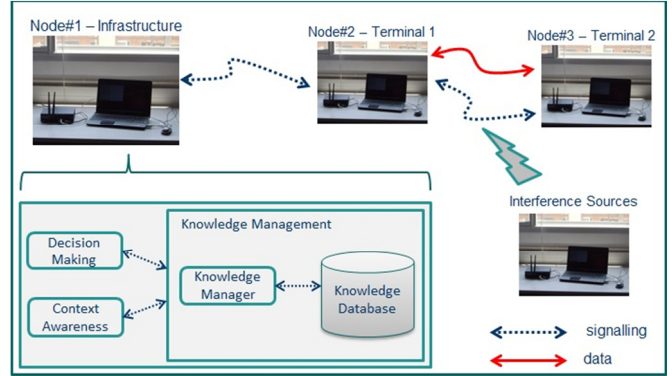 Node#1 – Infrastructure
Node#2 – Terminal 1
Node#3 – Terminal 2
Interference Sources
Knowledge Management
Decision
Making
Knowledge
Manager
Knowledge
Database
Context
Awareness
signalling
data